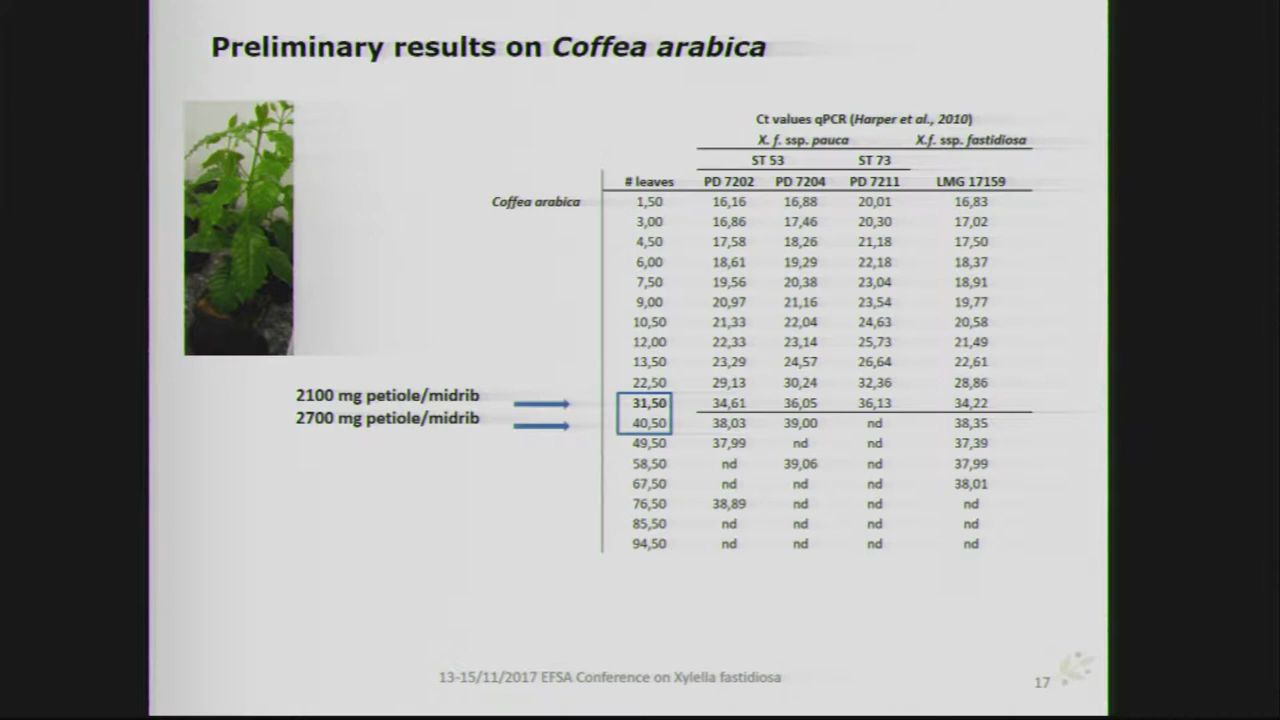 Preliminary results on Coffea arabica
Ct values qPCR (Harper et al., 2010)
X. f. ssp. pauca X.f. ssp. fastidiosa
ST 53 ST 73
# leaves PD 7202 PD 7204 PD 7211 LMG 17159
Coffea arabica 1,50 16,16 16,88 20,01 16,83
3,00 16,86 17,46 20,30 17,02
4,50 17,58 18,26 21,18 17,50
6,00 18,61 19,29 22,18 18,37
7,50 19,56 20,38 23,04 18,91
9,00 20,97 21,16 23,54 19,77
10,50 21,33 22,04 24,63 20,58
12,00 22,33 23,14 25,73 21,49
13,50 23,29 24,57 26,64 22,61
22,50 29,13 30,24 32,36 28,86
2100 mg petiole/midrib 31,50 34,61 36,05 36,13 34,22
2700 mg petiole/midrib 40,50 38,03 39,00 nd 38,35
49,50 37,99 nd nd 37,39
58,50 nd 39,06 nd 37,99
67,50 nd nd nd 38,01
76,50 38,89 nd nd nd
85,50 nd nd nd nd
94,50 nd nd nd nd
13-15/11/2017 EFSA Conference on Xylella fastidiosa
17